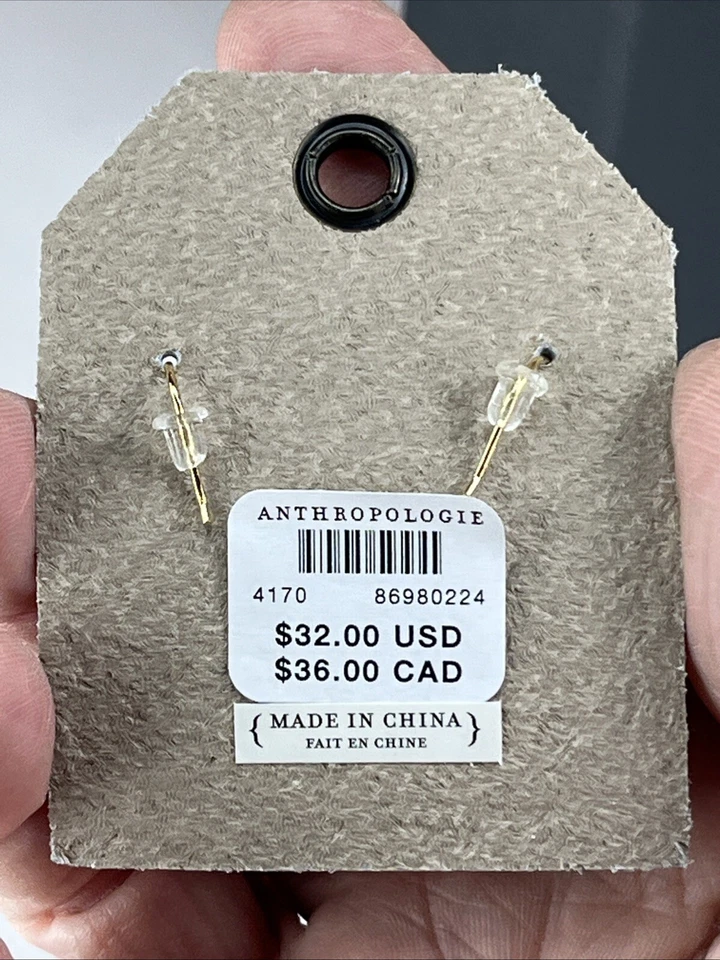 ANTHROPOLOGIE
4170 86980224
$32.00 USD
$36.00 CAD
{ MADE IN CHINA }
FAIT EN CHINE